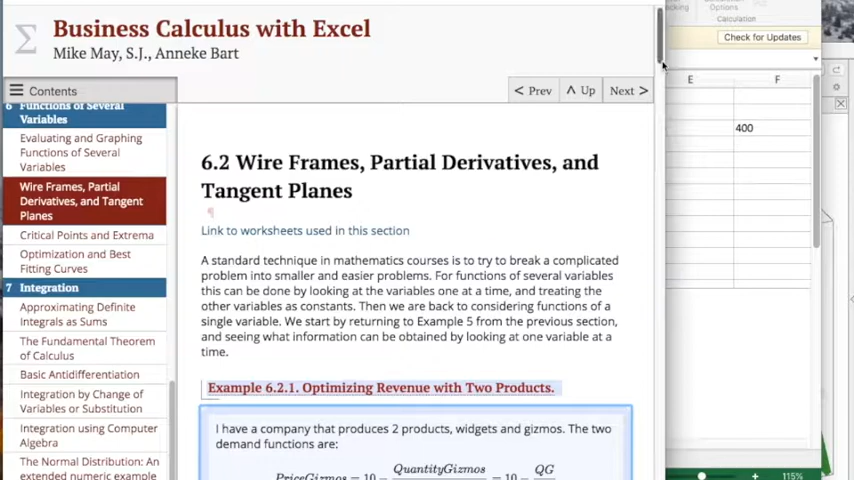 Business Calculus with Excel
Mike May, S.J., Anneke Bart
Check for Updates
Calculation
Options
Calculation
Contents
< Prev
Up
Next >
E
F
400
6 Functions of Several
Variables
Evaluating and Graphing
Functions of Several
Variables
Wire Frames, Partial
Derivatives, and Tangent
Planes
Critical Points and Extrema
Optimization and Best
Fitting Curves
7 Integration
Approximating Definite
Integrals as Sums
The Fundamental Theorem
of Calculus
Basic Antidifferentiation
Integration by Change of
Variables or Substitution
Integration using Computer
Algebra
The Normal Distribution: An
extended numeric example
6.2 Wire Frames, Partial Derivatives, and
Tangent Planes
¶
Link to worksheets used in this section
A standard technique in mathematics courses is to try to break a complicated
problem into smaller and easier problems. For functions of several variables
this can be done by looking at the variables one at a time, and treating the
other variables as constants. Then we are back to considering functions of a
single variable. We start by returning to Example 5 from the previous section,
and seeing what information can be obtained by looking at one variable at a
time.
Example 6.2.1. Optimizing Revenue with Two Products.
I have a company that produces 2 products, widgets and gizmos. The two
demand functions are:
PriceGizmos = 10 − QuantityGizmos = 10 − QG
115%